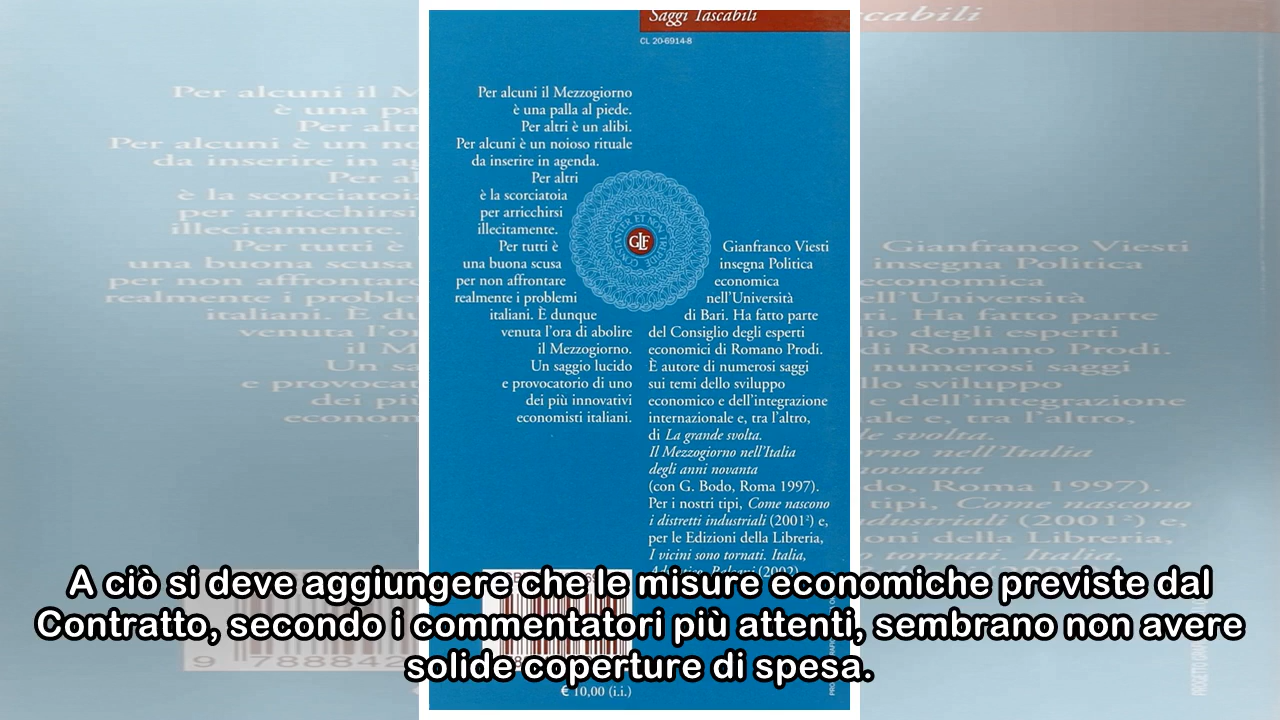 Saggi Tascabili
CL 20-6914-8
Per alcuni il Mezzogiorno
è una palla al piede.
Per altri è un alibi.
Per alcuni è un noioso rituale
da inserire in agenda.
Per altri
è la scorciatoia
per arricchirsi
illecitamente.
Per tutti è
una buona scusa
per non affrontare
realmente i problemi
italiani. È dunque
venuta l'ora di abolire
il Mezzogiorno.
Un saggio lucido
e provocatorio di uno
dei più innovativi
economisti italiani.
GLF
Gianfranco Viesti
insegna Politica
economica
nell'Università
di Bari. Ha fatto parte
del Consiglio degli esperti
economici di Romano Prodi.
È autore di numerosi saggi
sui temi dello sviluppo
economico e dell'integrazione
internazionale e, tra l'altro,
di La grande svolta.
Il Mezzogiorno nell'Italia
degli anni novanta
(con G. Bodo, Roma 1997).
Per i nostri tipi, Come nascono
i distretti industriali (2001²) e,
per le Edizioni della Libreria,
I vicini sono tornati. Italia,
Adriatico, Balcani (2002).
A ciò si deve aggiungere che le misure economiche previste dal
Contratto, secondo i commentatori più attenti, sembrano non avere
solide coperture di spesa.
€ 10,00 (i.i.)